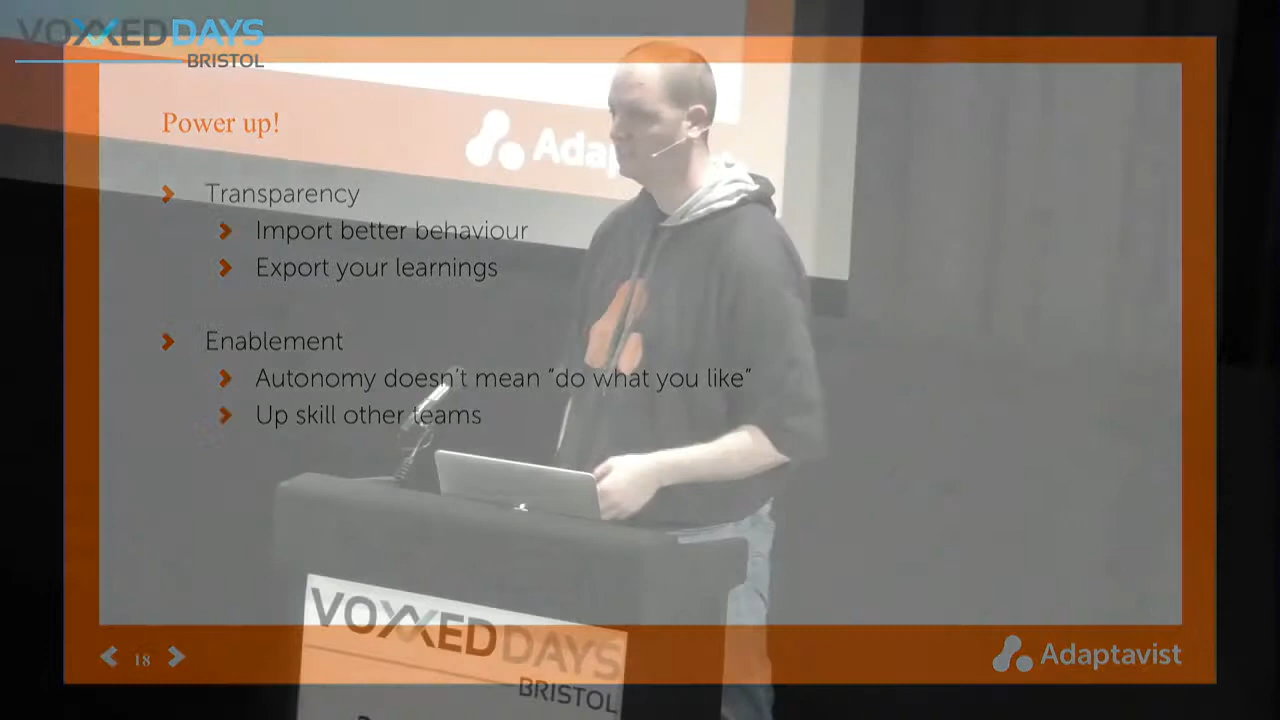 VOXXED DAYS
BRISTOL
Power up!
Adap
Transparency
Import better behaviour
Export your learnings
Enablement
Autonomy doesn't mean “do what you like”
Up skill other teams
VOXXED DAYS
BRISTOL
18
Adaptavist